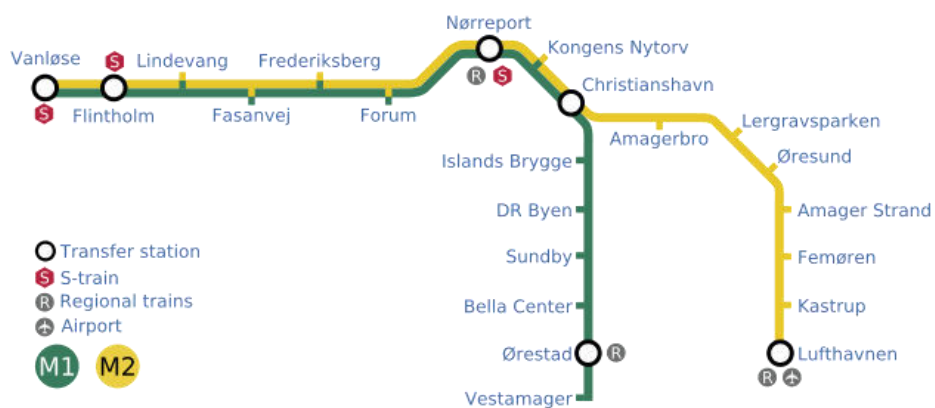 Nørreport
Vanløse
S
Lindevang
Frederiksberg
Kongens Nytorv
R
S
Christianshavn
S
Flintholm
Fasanvej
Forum
Lergravsparken
Amagerbro
Islands Brygge
Øresund
DR Byen
Amager Strand
Transfer station
Sundby
Femøren
S
S-train
R
Regional trains
Bella Center
Kastrup
Airport
Ørestad
R
Lufthavnen
M1
M2
R
Vestamager